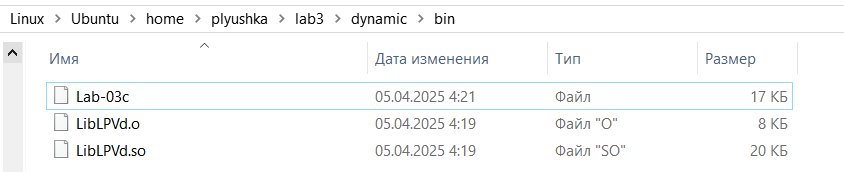 Linux > Ubuntu > home > plyushka > lab3 > dynamic > bin
Имя Дата изменения Тип Размер
Lab-03c 05.04.2025 4:21 Файл 17 КБ
LibLPVd.o 05.04.2025 4:19 Файл "O" 8 КБ
LibLPVd.so 05.04.2025 4:19 Файл "SO" 20 КБ